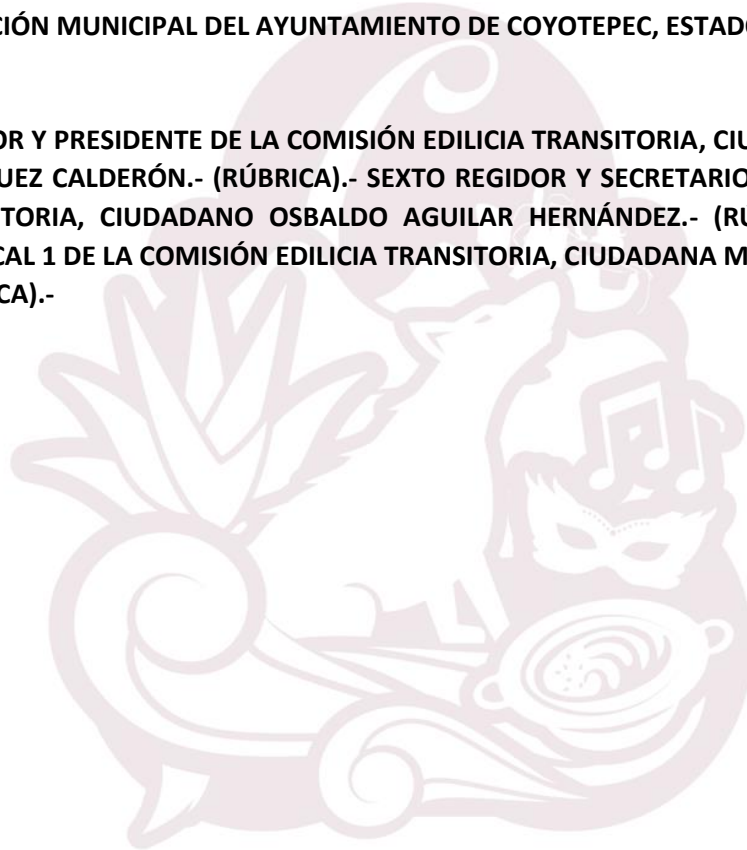 CIÓN MUNICIPAL DEL AYUNTAMIENTO DE COYOTEPEC, ESTADO
OR Y PRESIDENTE DE LA COMISIÓN EDILICIA TRANSITORIA, CIU
UEZ CALDERÓN.- (RÚBRICA).- SEXTO REGIDOR Y SECRETARIO
TORIA, CIUDADANO OSBALDO AGUILAR HERNÁNDEZ.- (RU
CAL 1 DE LA COMISIÓN EDILICIA TRANSITORIA, CIUDADANA M
CA).-